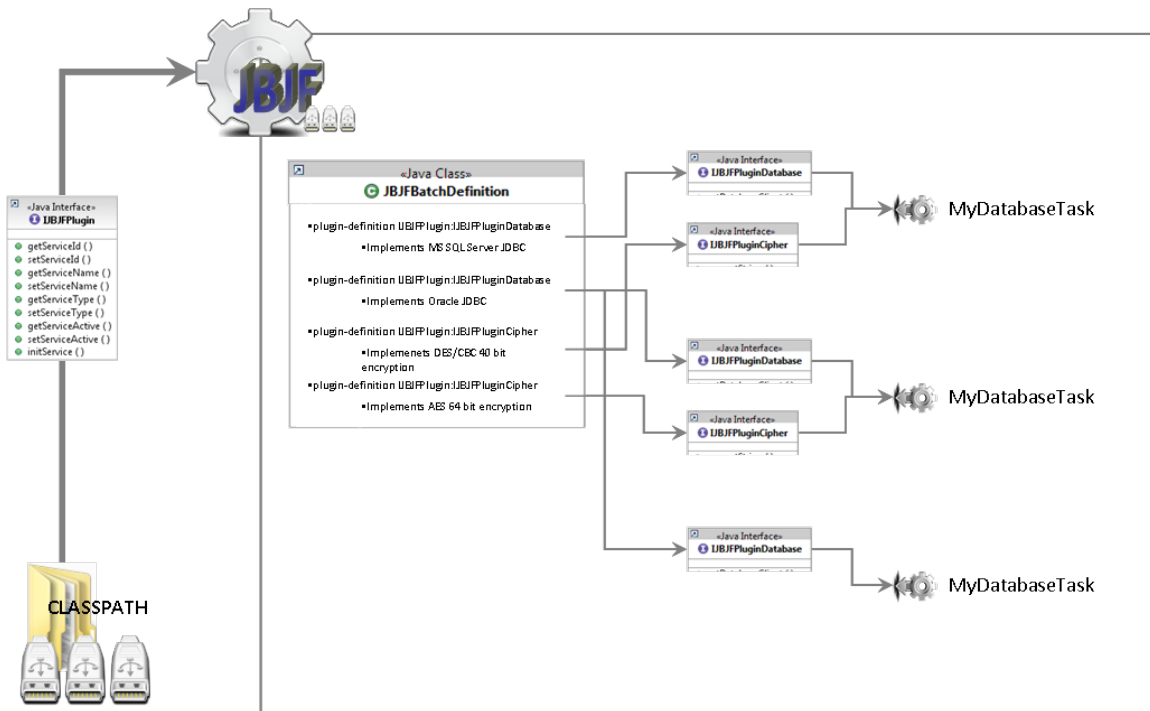 JBJF
«Java Interface»
IJBJFPlugin
getServiceId ( )
setServiceId ( )
getServiceName ( )
setServiceName ( )
getServiceType ( )
setServiceType ( )
getServiceActive ( )
setServiceActive ( )
initService ( )
CLASSPATH
«Java Class»
JBJFBatchDefinition
▪plugin-definition IJBJFPlugin:IJBJFPluginDatabase
▪Implements MS SQL Server JDBC
▪plugin-definition IJBJFPlugin:IJBJFPluginDatabase
▪Implements Oracle JDBC
▪plugin-definition IJBJFPlugin:IJBJFPluginCipher
▪Implemenets DES/CBC 40 bit
encryption
▪plugin-definition IJBJFPlugin:IJBJFPluginCipher
▪Implements AES 64 bit encryption
«Java Interface»
IJBJFPluginDatabase
«Java Interface»
IJBJFPluginCipher
MyDatabaseTask
«Java Interface»
IJBJFPluginDatabase
«Java Interface»
IJBJFPluginCipher
MyDatabaseTask
«Java Interface»
IJBJFPluginDatabase
MyDatabaseTask